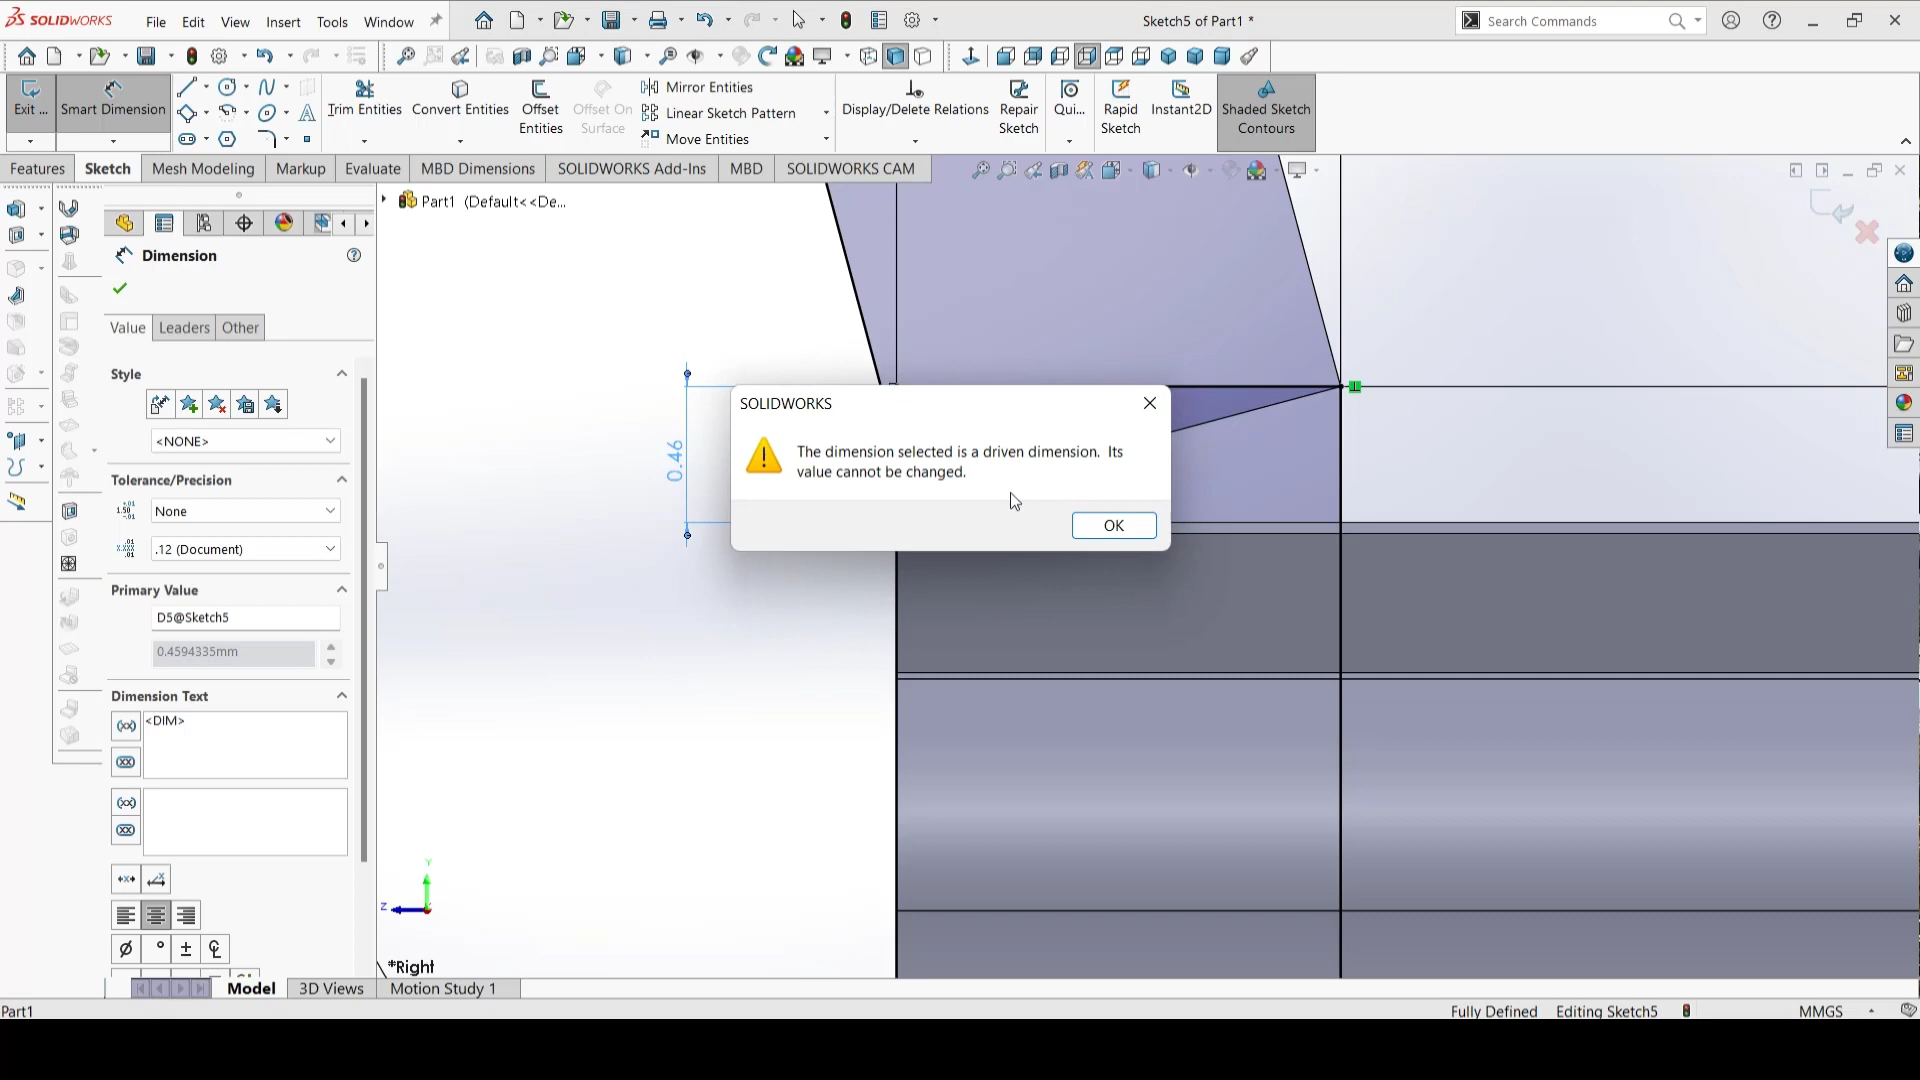 SOLIDWORKS
File Edit View Insert Tools Window
Sketch5 of Part1 *
Search Commands
Exit ...
Smart Dimension
Trim Entities
Convert Entities
Offset
Entities
Offset On
Surface
Mirror Entities
Linear Sketch Pattern
Move Entities
Display/Delete Relations
Repair
Sketch
Qui...
Rapid
Sketch
Instant2D
Shaded Sketch
Contours
Features Sketch Mesh Modeling Markup Evaluate MBD Dimensions SOLIDWORKS Add-Ins MBD SOLIDWORKS CAM
Part1 (Default<<De...
Dimension
Value Leaders Other
Style
<NONE>
Tolerance/Precision
None
.12 (Document)
Primary Value
D5@Sketch5
0.4594335mm
Dimension Text
<DIM>
0.46
SOLIDWORKS
The dimension selected is a driven dimension. Its
value cannot be changed.
OK
Y
Z
*Right
Model 3D Views Motion Study 1
Part1
Fully Defined Editing Sketch5 MMGS